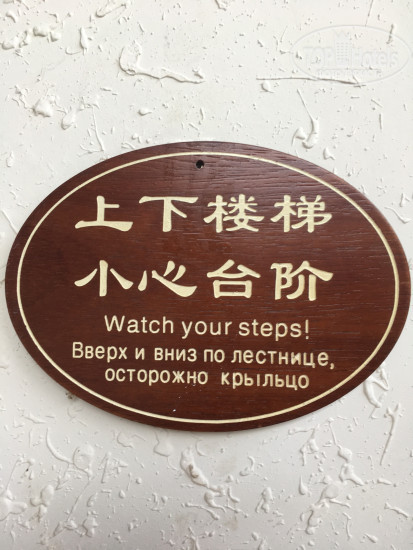 上下楼梯
小心台阶
Watch your steps!
Вверх и вниз по лестнице,
осторожно крыльцо